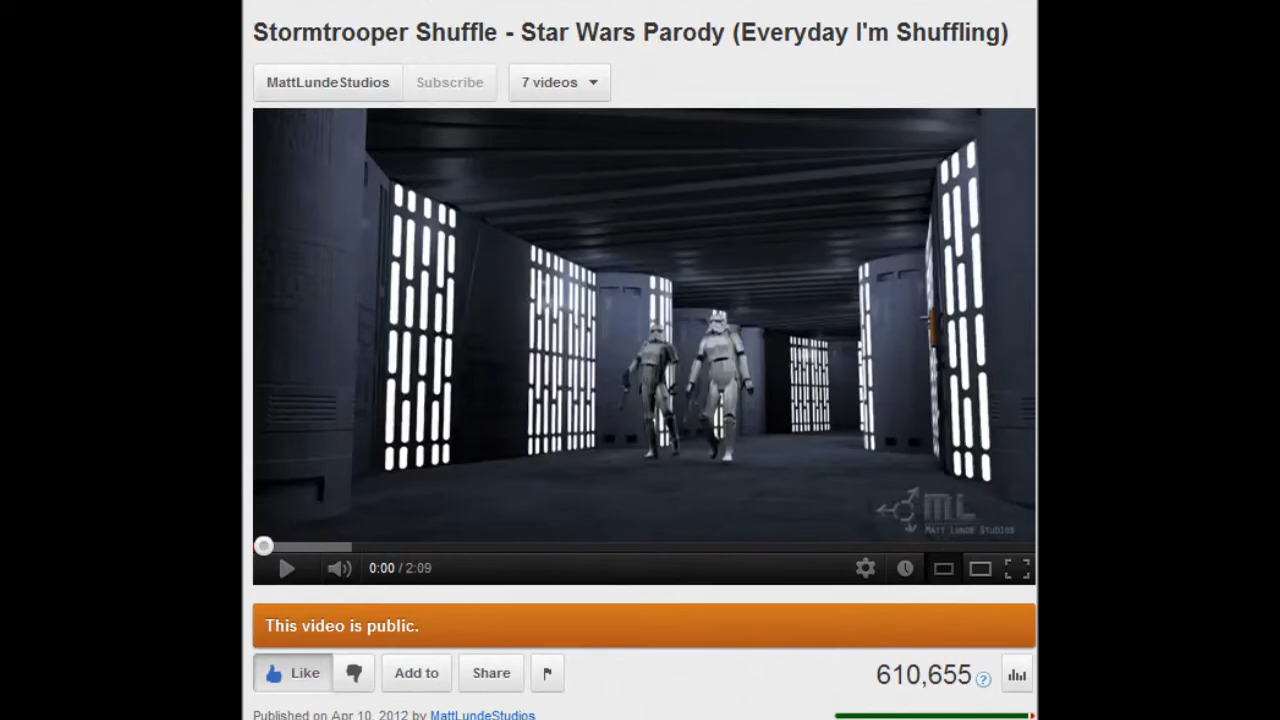 Stormtrooper Shuffle - Star Wars Parody (Everyday I'm Shuffling)
MattLundeStudios
Subscribe
7 videos
ML
MATT LUNDE STUDIOS
0:00 / 2:09
This video is public.
Like
Add to
Share
610,655
?
Published on Apr 10, 2012 by MattLundeStudios